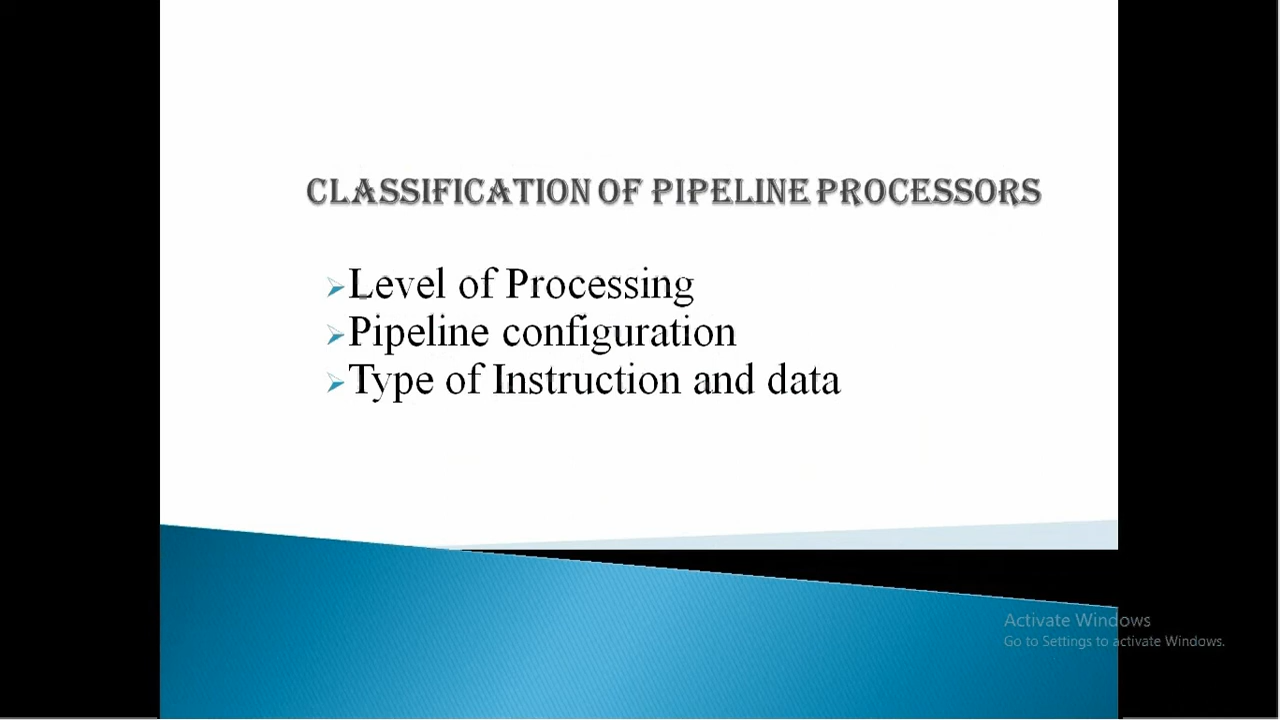 CLASSIFICATION OF PIPELINE PROCESSORS
➢Level of Processing
➢Pipeline configuration
➢Type of Instruction and data
Activate Windows
Go to Settings to activate Windows.